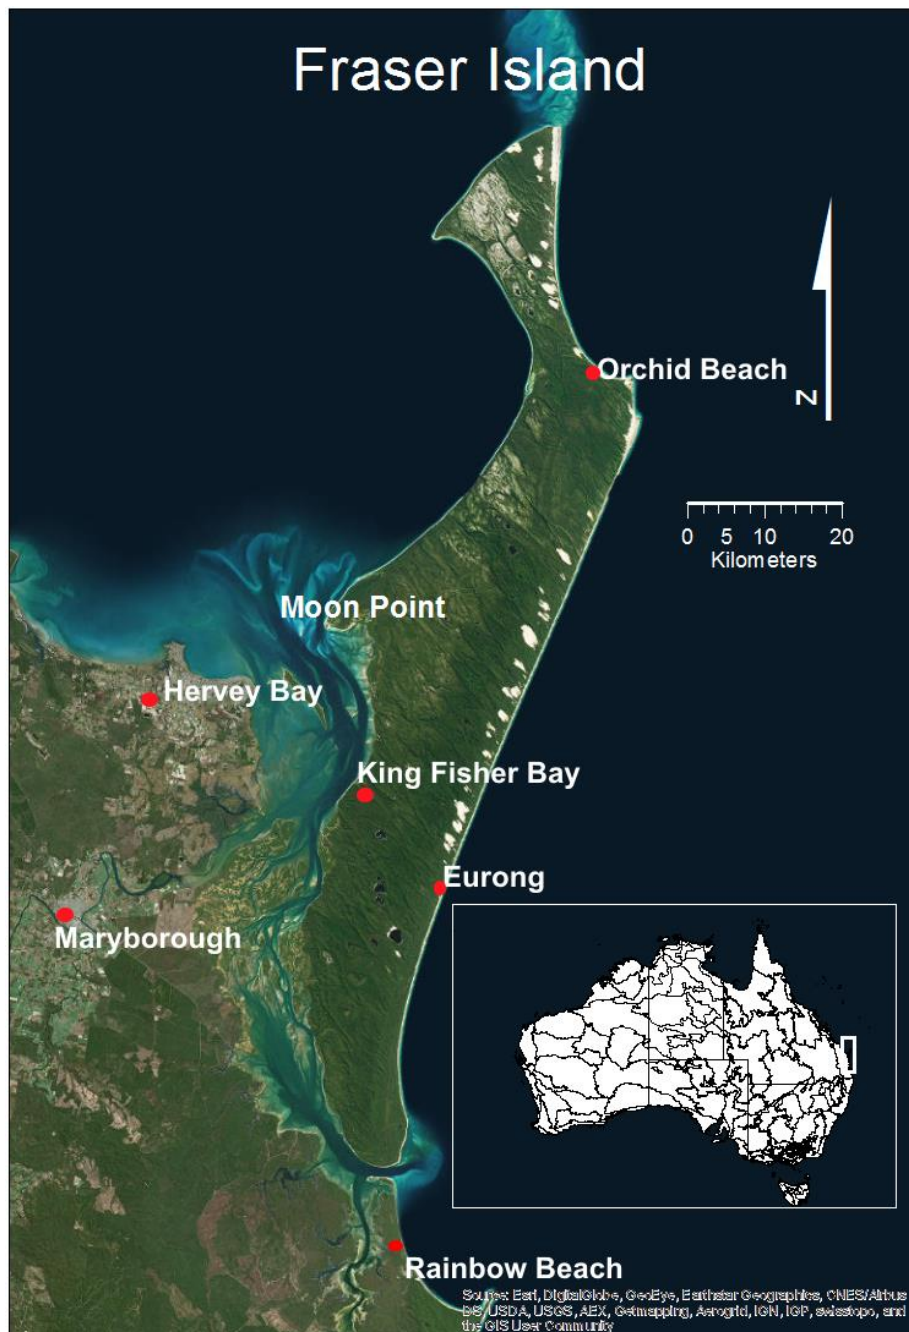 Fraser Island
Orchid Beach
N
0 5 10 20
Kilometers
Moon Point
Hervey Bay
King Fisher Bay
Eurong
Maryborough
Rainbow Beach
Source: Esri, DigitalGlobe, GeoEye, Earthstar Geographics, CNES/Airbus
DS, USDA, USGS, AEX, Getmapping, Aerogrid, IGN, IGP, swisstopo, and
the GIS User Community